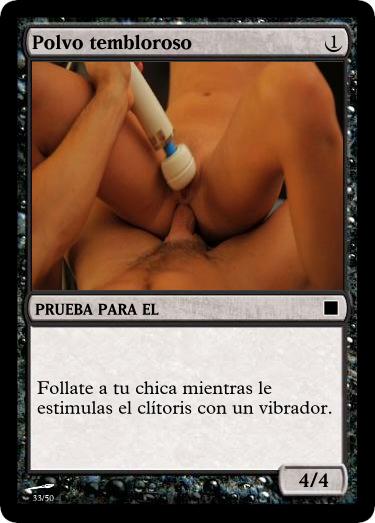 Polvo tembloroso 1
PRUEBA PARA EL
Follate a tu chica mientras le
estimulas el clítoris con un vibrador.
4/4
33/50